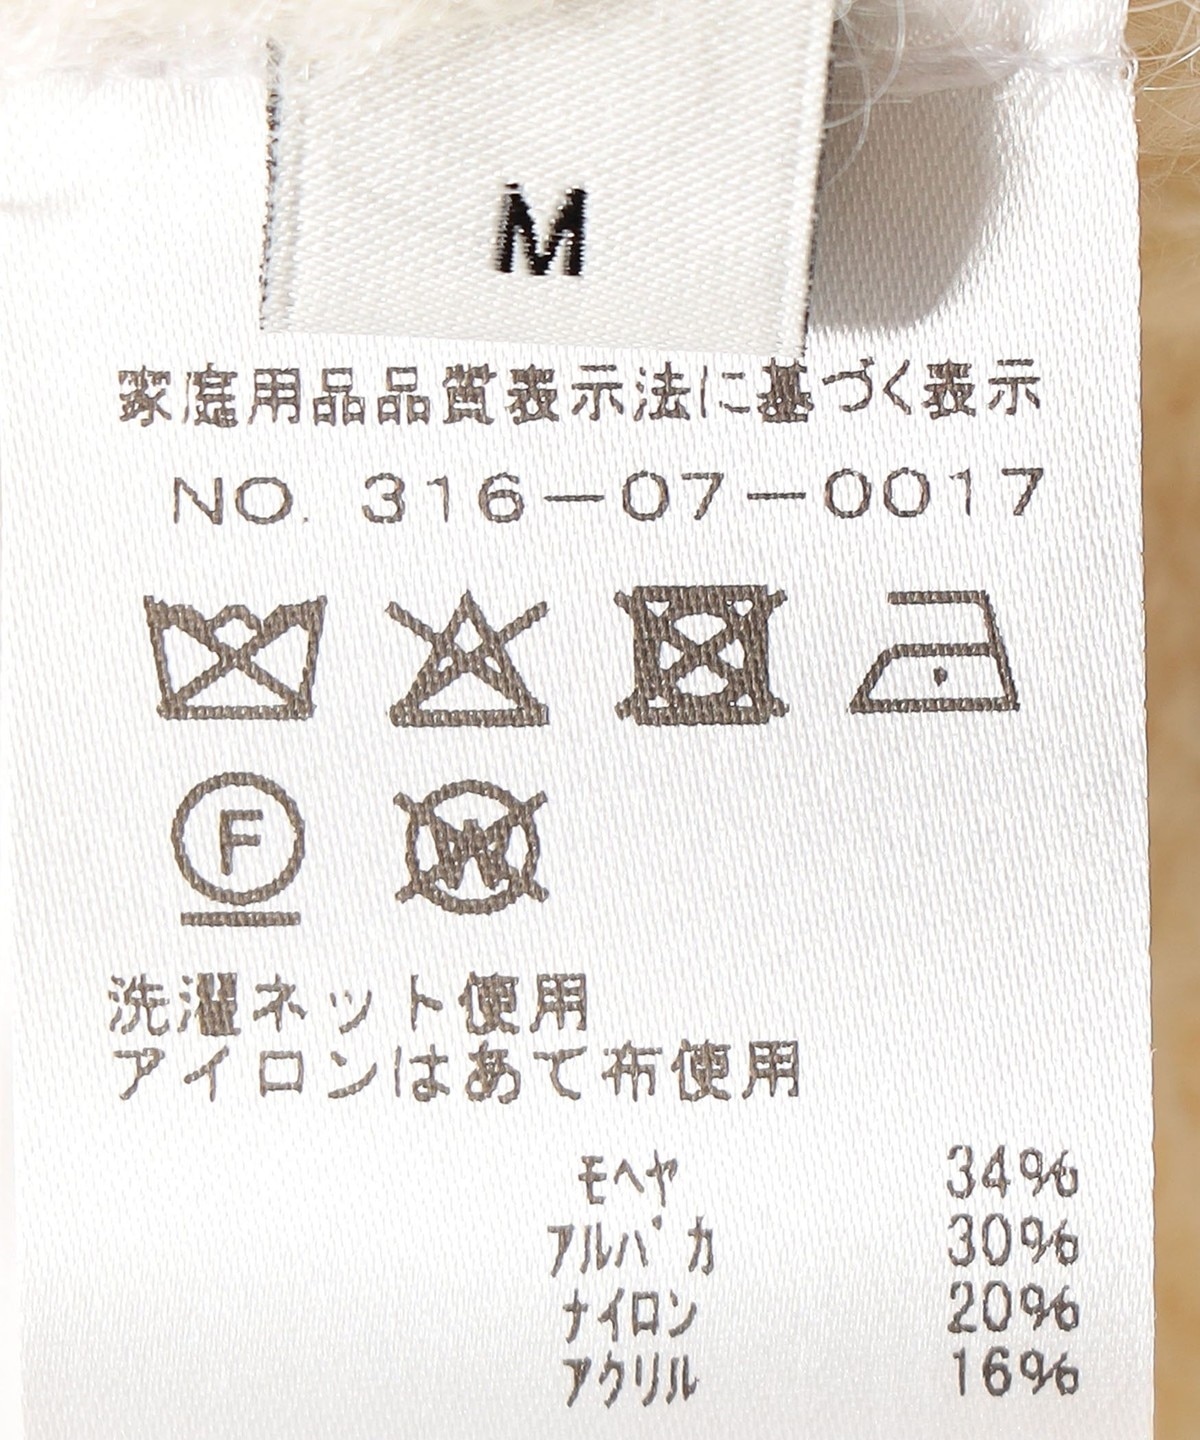 M
家庭用品品質表示法に基づく表示
NO. 316-07-0017
F
W
洗濯ネット使用
アイロンはあて布使用
モヘヤ 34%
アルパカ 30%
ナイロン 20%
アクリル 16%